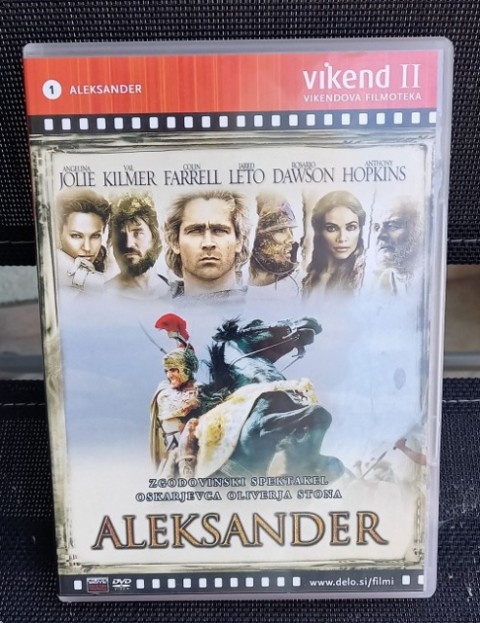 1 ALEKSANDER
vikend II
VIKENDOVA FILMOTEKA
ANGELINA JOLIE VAL KILMER COLIN FARRELL JARED LETO ROSARIO DAWSON ANTHONY HOPKINS
ZGODOVINSKI SPEKTAKEL
OSKARJEVCA OLIVERJA STONA
ALEKSANDER
DVD
www.delo.si/filmi